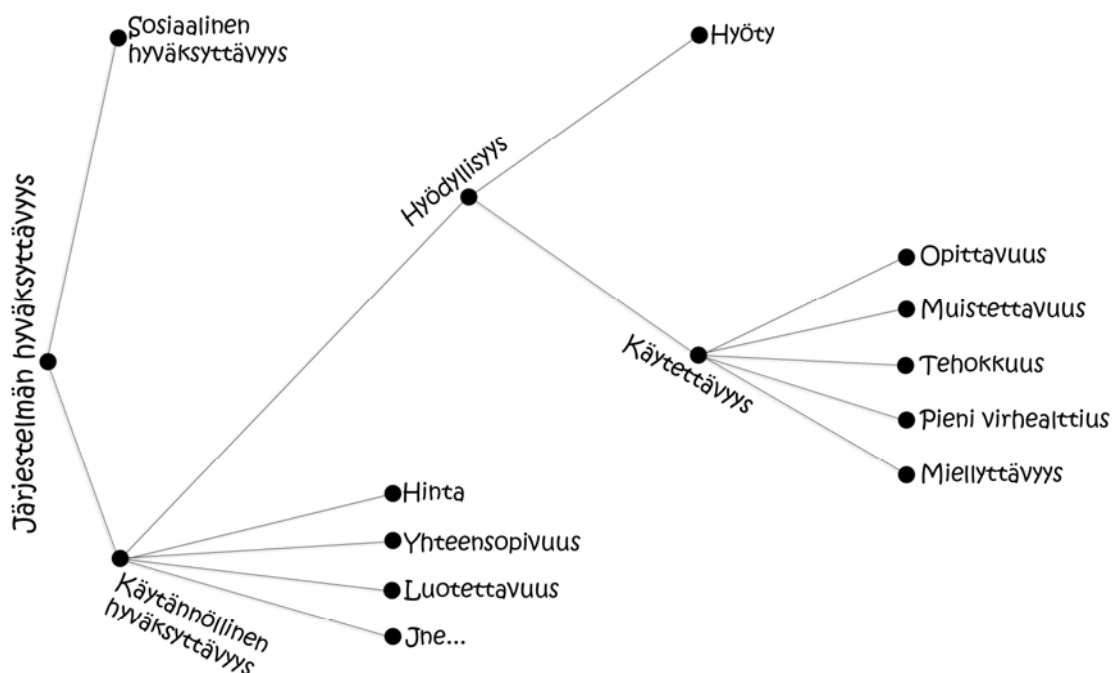 Sosiaalinen
hyväksyttävyys
Hyöty
Hyödyllisyys
Järjestelmän hyväksyttävyys
Opittavuus
Muistettavuus
Käytettävyys
Tehokkuus
Pieni virhealttius
Miellyttävyys
Hinta
Yhteensopivuus
Luotettavuus
Jne...
Käytännöllinen
hyväksyttävyys